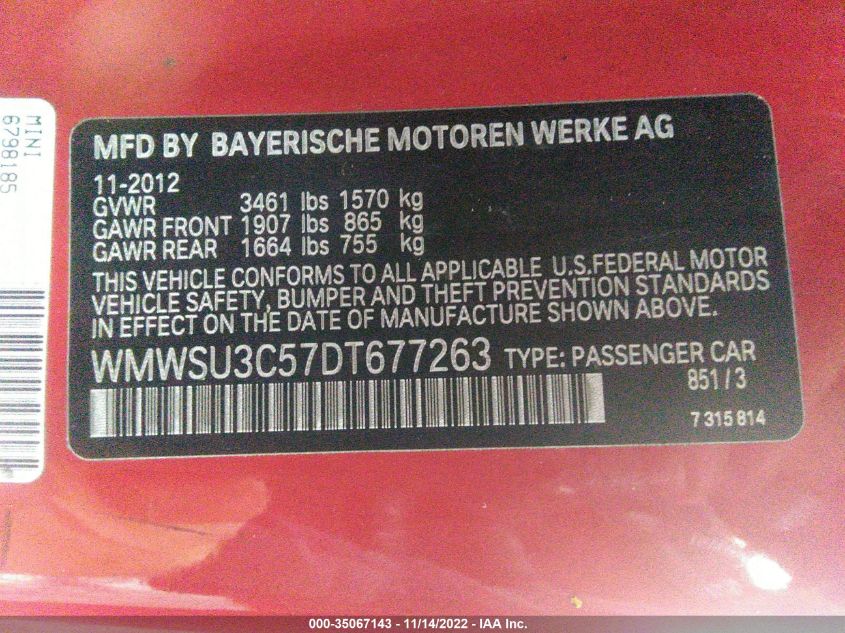 MINI
6798185
MFD BY BAYERISCHE MOTOREN WERKE AG
11-2012
GVWR 3461 lbs 1570 kg
GAWR FRONT 1907 lbs 865 kg
GAWR REAR 1664 lbs 755 kg
THIS VEHICLE CONFORMS TO ALL APPLICABLE U.S.FEDERAL MOTOR
VEHICLE SAFETY, BUMPER AND THEFT PREVENTION STANDARDS
IN EFFECT ON THE DATE OF MANUFACTURE SHOWN ABOVE.
WMWSU3C57DT677263 TYPE: PASSENGER CAR
851/3
7 315 814
000-35067143 - 11/14/2022 - IAA Inc.